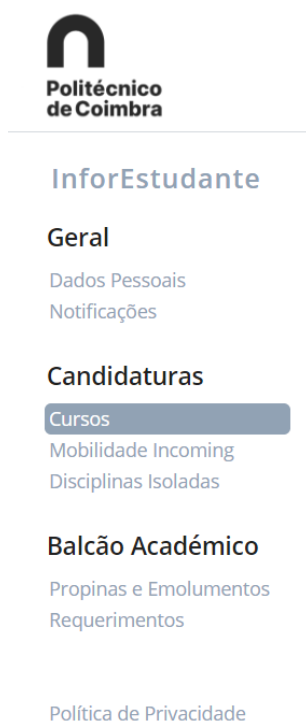 Politécnico
de Coimbra
InforEstudante
Geral
Dados Pessoais
Notificações
Candidaturas
Cursos
Mobilidade Incoming
Disciplinas Isoladas
Balcão Académico
Propinas e Emolumentos
Requerimentos
Política de Privacidade